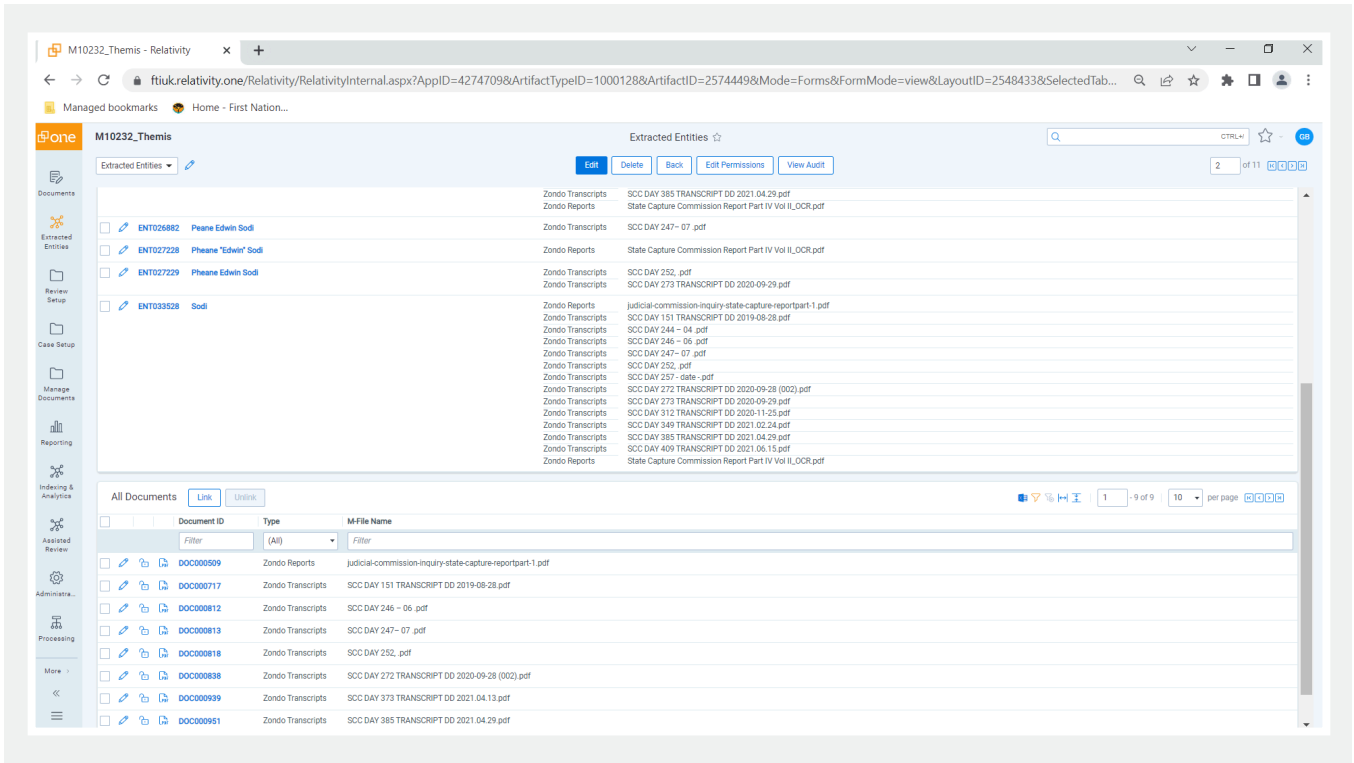 M10232_Themis - Relativity
ftiuk.relativity.one/Relativity/RelativityInternal.aspx?AppID=4274709&ArtifactTypeID=1000128&ArtifactID=2574449&Mode=Forms&FormMode=view&LayoutID=2548433&SelectedTab...
Managed bookmarks Home - First Nation...
one M10232_Themis Extracted Entities CTRL+/ GB
Extracted Entities Edit Delete Back Edit Permissions View Audit 2 of 11
Documents
Extracted Entities
Review Setup
Case Setup
Manage Documents
Reporting
Indexing & Analytics
Assisted Review
Administra...
Processing
More
Zondo Transcripts SCC DAY 385 TRANSCRIPT DD 2021.04.29.pdf
Zondo Reports State Capture Commission Report Part IV Vol II_OCR.pdf
ENT026882 Peane Edwin Sodi Zondo Transcripts SCC DAY 247– 07 .pdf
ENT027228 Pheane "Edwin" Sodi Zondo Reports State Capture Commission Report Part IV Vol II_OCR.pdf
ENT027229 Pheane Edwin Sodi Zondo Transcripts SCC DAY 252, .pdf
Zondo Transcripts SCC DAY 273 TRANSCRIPT DD 2020-09-29.pdf
ENT033528 Sodi Zondo Reports judicial-commission-inquiry-state-capture-reportpart-1.pdf
Zondo Transcripts SCC DAY 151 TRANSCRIPT DD 2019-08-28.pdf
Zondo Transcripts SCC DAY 244 – 04 .pdf
Zondo Transcripts SCC DAY 246 – 06 .pdf
Zondo Transcripts SCC DAY 247– 07 .pdf
Zondo Transcripts SCC DAY 252, .pdf
Zondo Transcripts SCC DAY 257 - date -.pdf
Zondo Transcripts SCC DAY 272 TRANSCRIPT DD 2020-09-28 (002).pdf
Zondo Transcripts SCC DAY 273 TRANSCRIPT DD 2020-09-29.pdf
Zondo Transcripts SCC DAY 312 TRANSCRIPT DD 2020-11-25.pdf
Zondo Transcripts SCC DAY 349 TRANSCRIPT DD 2021.02.24.pdf
Zondo Transcripts SCC DAY 385 TRANSCRIPT DD 2021.04.29.pdf
Zondo Transcripts SCC DAY 409 TRANSCRIPT DD 2021.06.15.pdf
Zondo Reports State Capture Commission Report Part IV Vol II_OCR.pdf
All Documents Link Unlink 1 - 9 of 9 10 per page
Document ID Type M-File Name
Filter (All) Filter
DOC000509 Zondo Reports judicial-commission-inquiry-state-capture-reportpart-1.pdf
DOC000717 Zondo Transcripts SCC DAY 151 TRANSCRIPT DD 2019-08-28.pdf
DOC000812 Zondo Transcripts SCC DAY 246 – 06 .pdf
DOC000813 Zondo Transcripts SCC DAY 247– 07 .pdf
DOC000818 Zondo Transcripts SCC DAY 252, .pdf
DOC000838 Zondo Transcripts SCC DAY 272 TRANSCRIPT DD 2020-09-28 (002).pdf
DOC000939 Zondo Transcripts SCC DAY 373 TRANSCRIPT DD 2021.04.13.pdf
DOC000951 Zondo Transcripts SCC DAY 385 TRANSCRIPT DD 2021.04.29.pdf